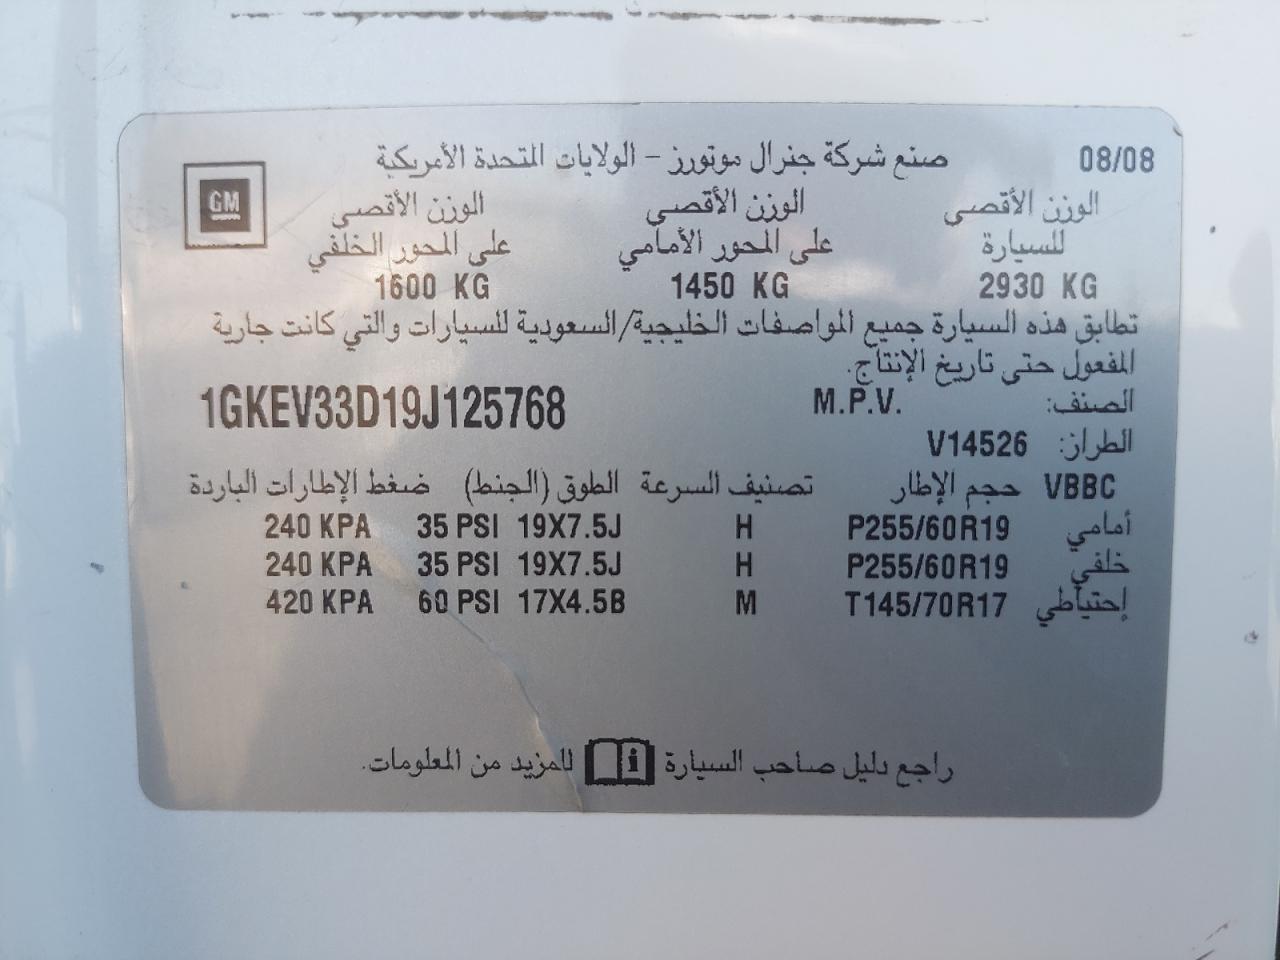 صنع شركة جنرال موتورز - الولايات المتحدة الأمريكية 08/08
GM
الوزن الأقصى الوزن الأقصى الوزن الأقصى
للسيارة على المحور الأمامي على المحور الخلفي
2930 KG 1450 KG 1600 KG
تطابق هذه السيارة جميع المواصفات الخليجية/السعودية للسيارات والتي كانت جارية
المفعول حتى تاريخ الإنتاج.
الصنف: M.P.V. 1GKEV33D19J125768
الطراز: V14526
VBBC حجم الإطار تصنيف السرعة الطوق (الجنط) ضغط الإطارات الباردة
أمامي P255/60R19 H 19X7.5J 35 PSI 240 KPA
خلفي P255/60R19 H 19X7.5J 35 PSI 240 KPA
إحتياطي T145/70R17 M 17X4.5B 60 PSI 420 KPA
راجع دليل صاحب السيارة i للمزيد من المعلومات.